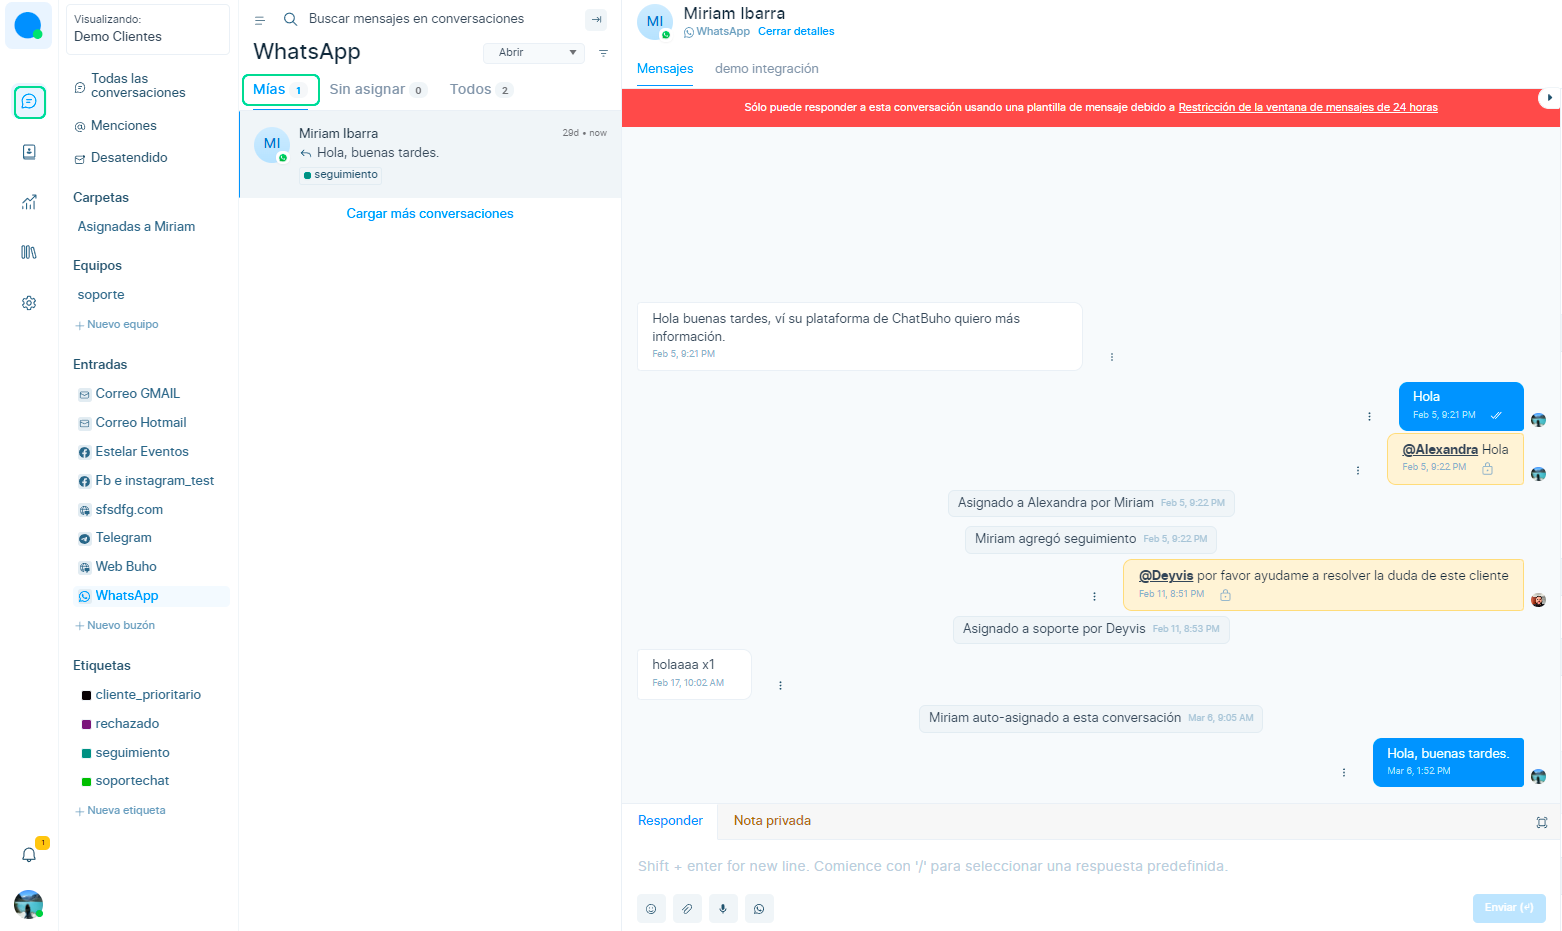 Visualizando:
Demo Clientes
Todas las
conversaciones
Menciones
Desatendido
Carpetas
Asignadas a Miriam
Equipos
soporte
Nuevo equipo
Entradas
Correo GMAIL
Correo Hotmail
Estelar Eventos
Fb e instagram_test
sfsdfg.com
Telegram
Web Buho
WhatsApp
Nuevo buzón
Etiquetas
cliente_prioritario
rechazado
seguimiento
soportechat
Nueva etiqueta
1
Buscar mensajes en conversaciones
WhatsApp
Abrir
Mías 1
Sin asignar 0
Todos 2
MI
Miriam Ibarra
29d • now
Hola, buenas tardes.
seguimiento
Cargar más conversaciones
MI
Miriam Ibarra
WhatsApp Cerrar detalles
Mensajes
demo integración
Sólo puede responder a esta conversación usando una plantilla de mensaje debido a Restricción de la ventana de mensajes de 24 horas
Hola buenas tardes, ví su plataforma de ChatBuho quiero más
información.
Feb 5, 9:21 PM
Hola
Feb 5, 9:21 PM
@Alexandra Hola
Feb 5, 9:22 PM
Asignado a Alexandra por Miriam Feb 5, 9:22 PM
Miriam agregó seguimiento Feb 5, 9:22 PM
@Deyvis por favor ayudame a resolver la duda de este cliente
Feb 11, 8:51 PM
Asignado a soporte por Deyvis Feb 11, 8:53 PM
holaaaa x1
Feb 17, 10:02 AM
Miriam auto-asignado a esta conversación Mar 6, 9:05 AM
Hola, buenas tardes.
Mar 6, 1:52 PM
Responder
Nota privada
Shift + enter for new line. Comience con '/' para seleccionar una respuesta predefinida.
Enviar (↵)